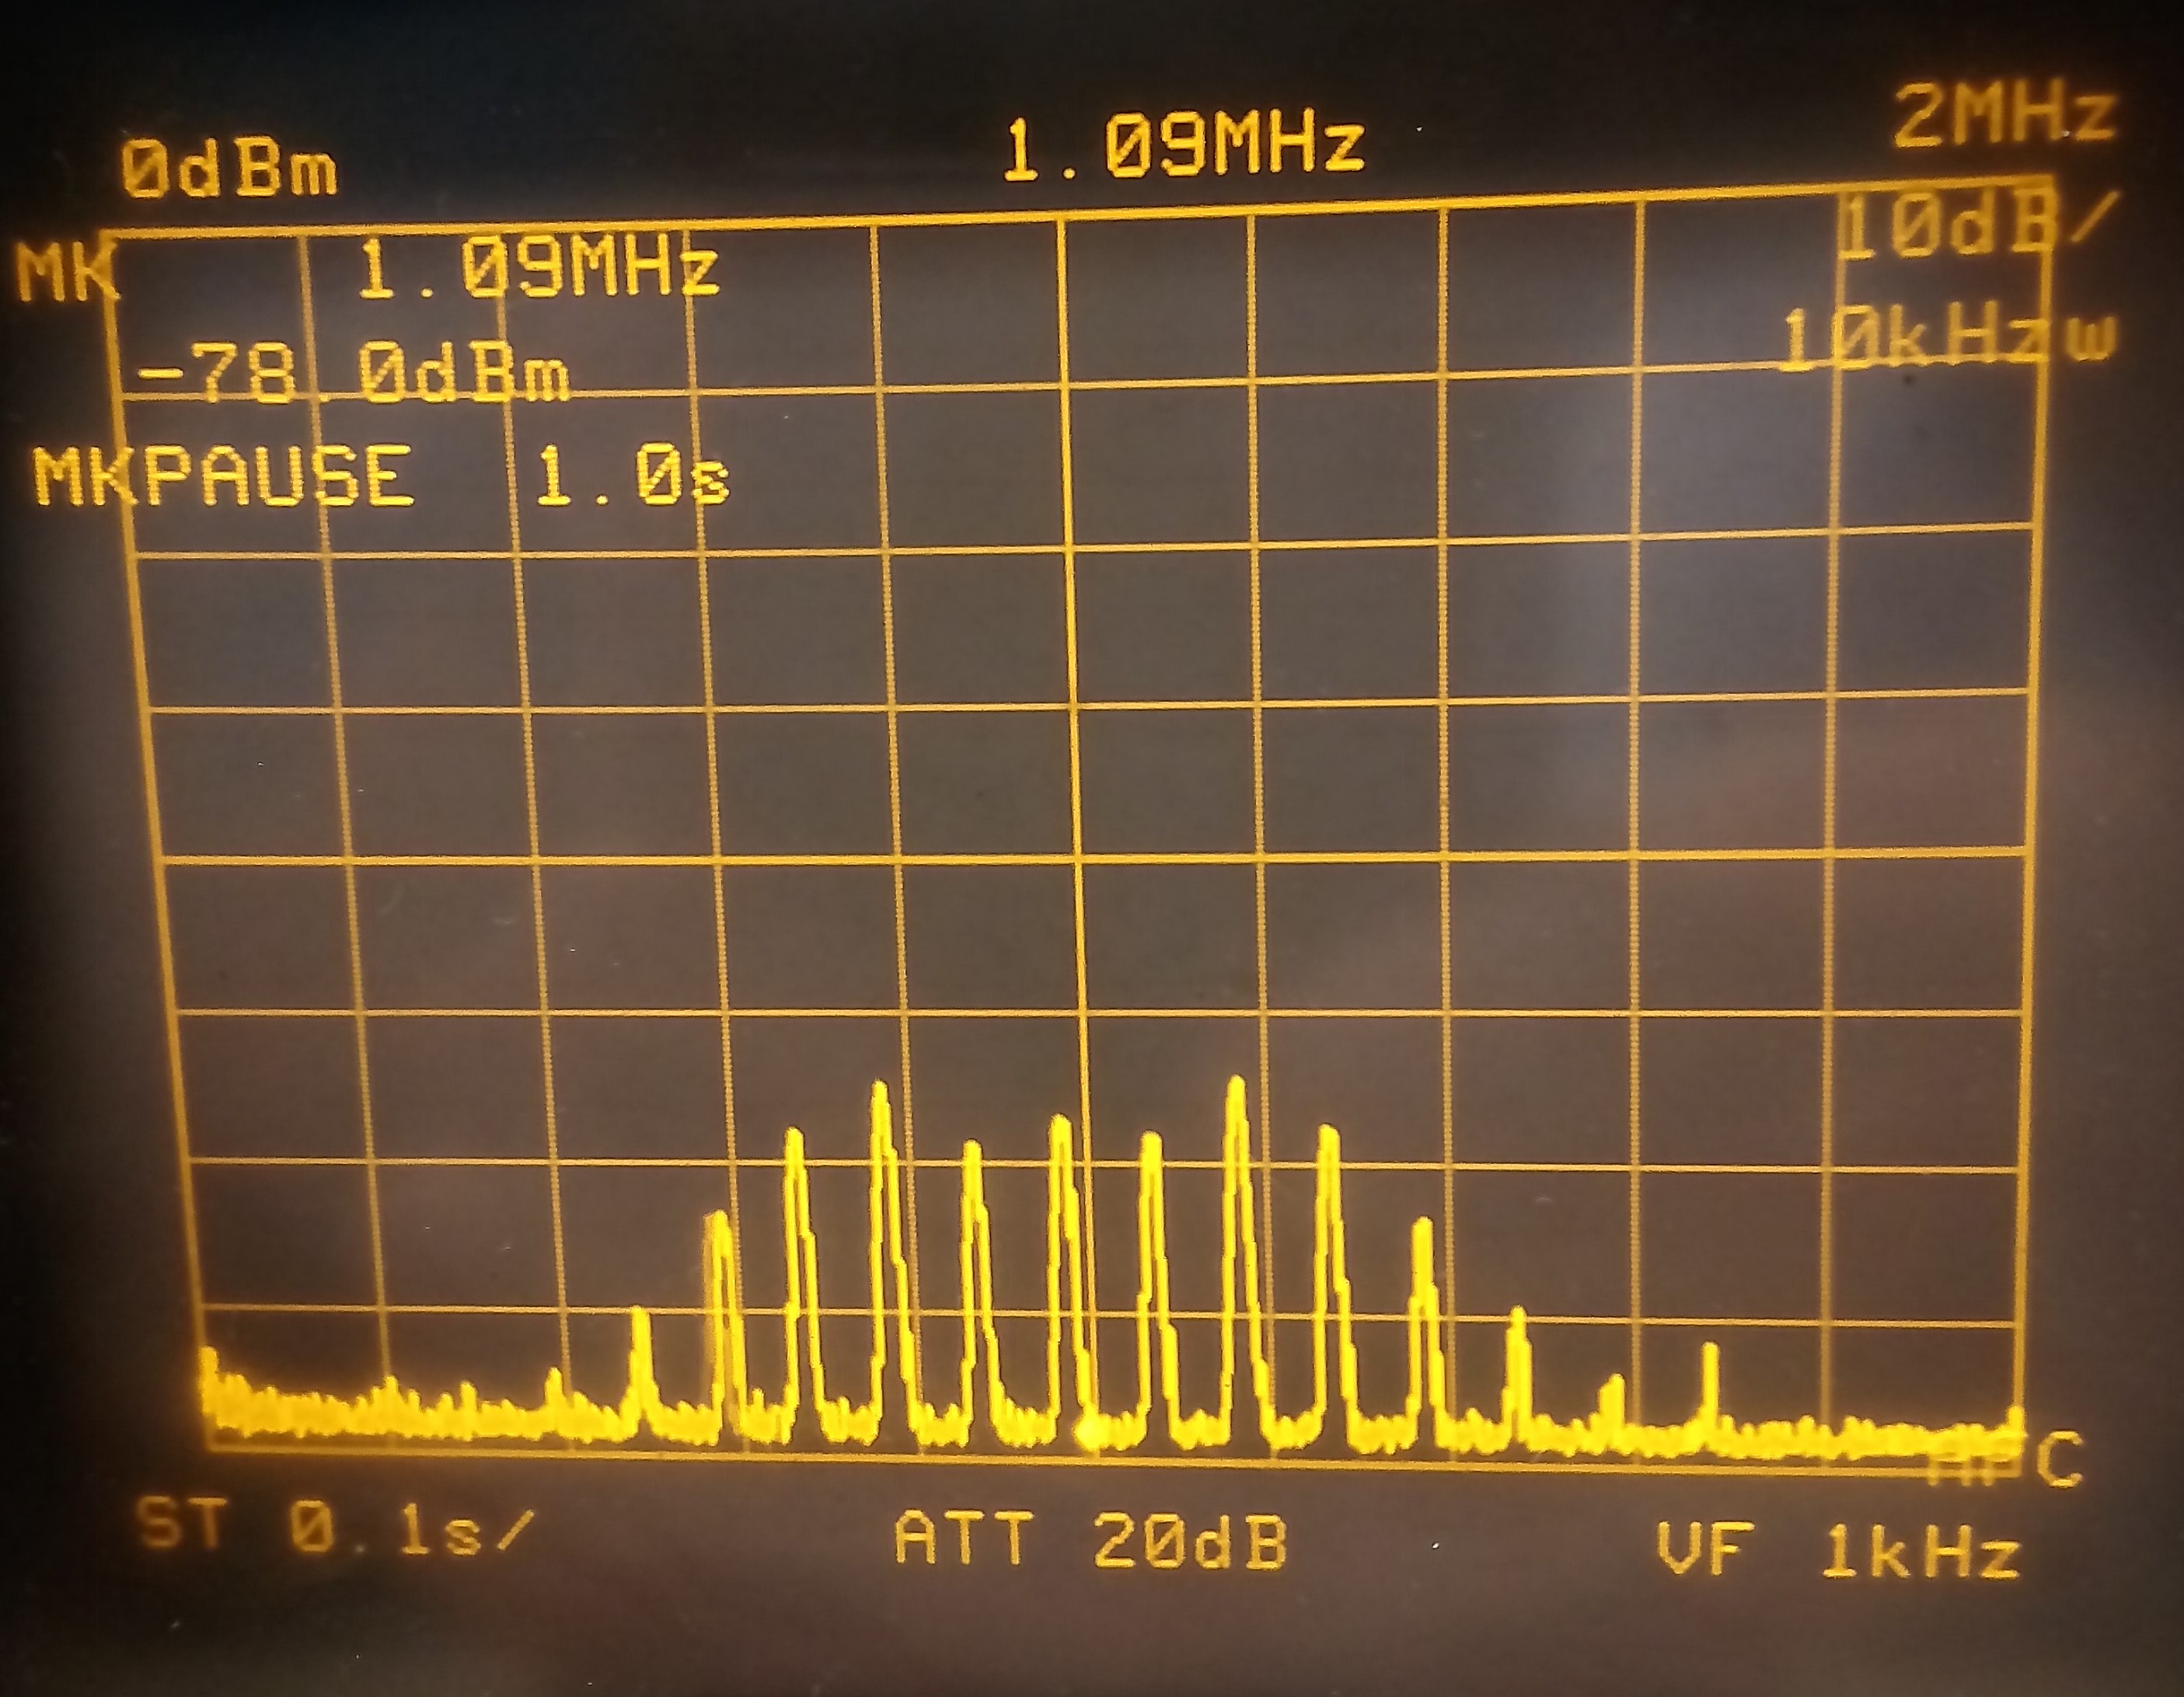 0dBm 1.09MHz 2MHz
MK 1.09MHz 10dB/
-78.0dBm 10kHzw
MKPAUSE 1.0s
C
ST 0.1s/ ATT 20dB VF 1kHz